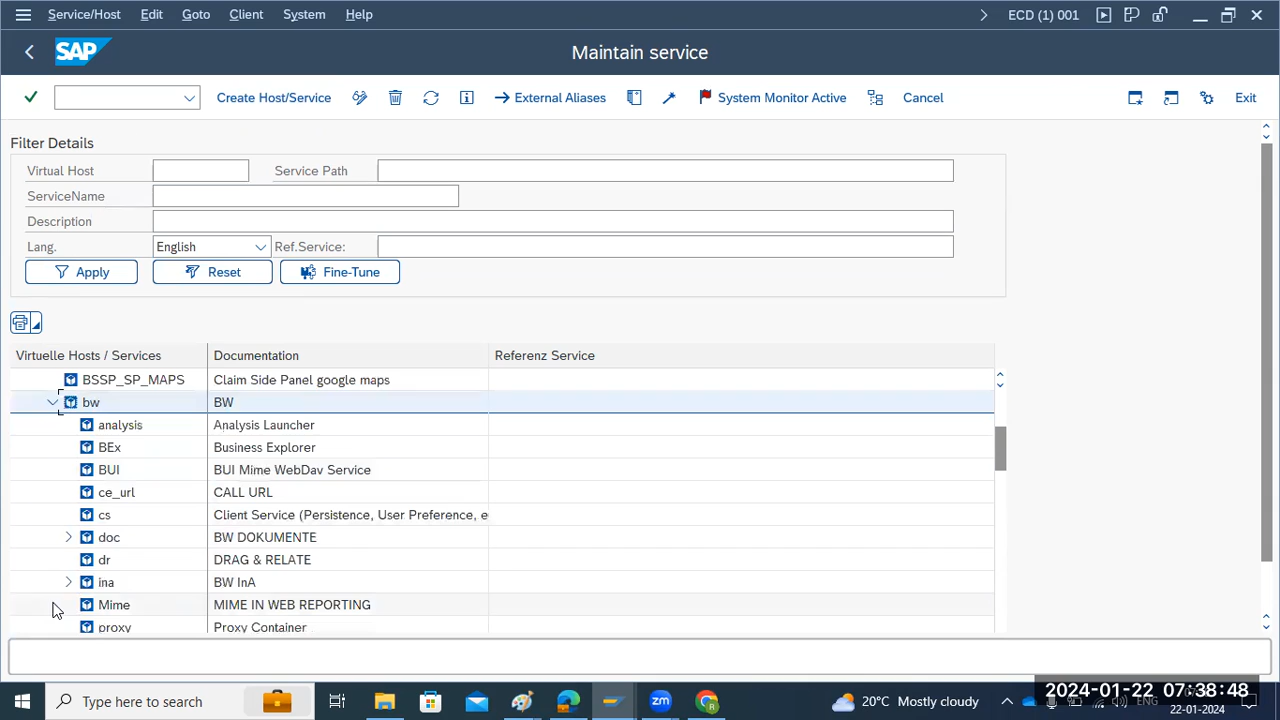 Service/Host Edit Goto Client System Help ECD (1) 001
SAP Maintain service
Create Host/Service External Aliases System Monitor Active Cancel Exit
Filter Details
Virtual Host Service Path
ServiceName
Description
Lang. English Ref.Service:
Apply Reset Fine-Tune
Virtuelle Hosts / Services Documentation Referenz Service
BSSP_SP_MAPS Claim Side Panel google maps
bw BW
analysis Analysis Launcher
BEx Business Explorer
BUI BUI Mime WebDav Service
ce_url CALL URL
cs Client Service (Persistence, User Preference, e
doc BW DOKUMENTE
dr DRAG & RELATE
ina BW InA
Mime MIME IN WEB REPORTING
proxy Proxy Container
Type here to search 20°C Mostly cloudy ENG
2024-01-22 07:38:48
22-01-2024